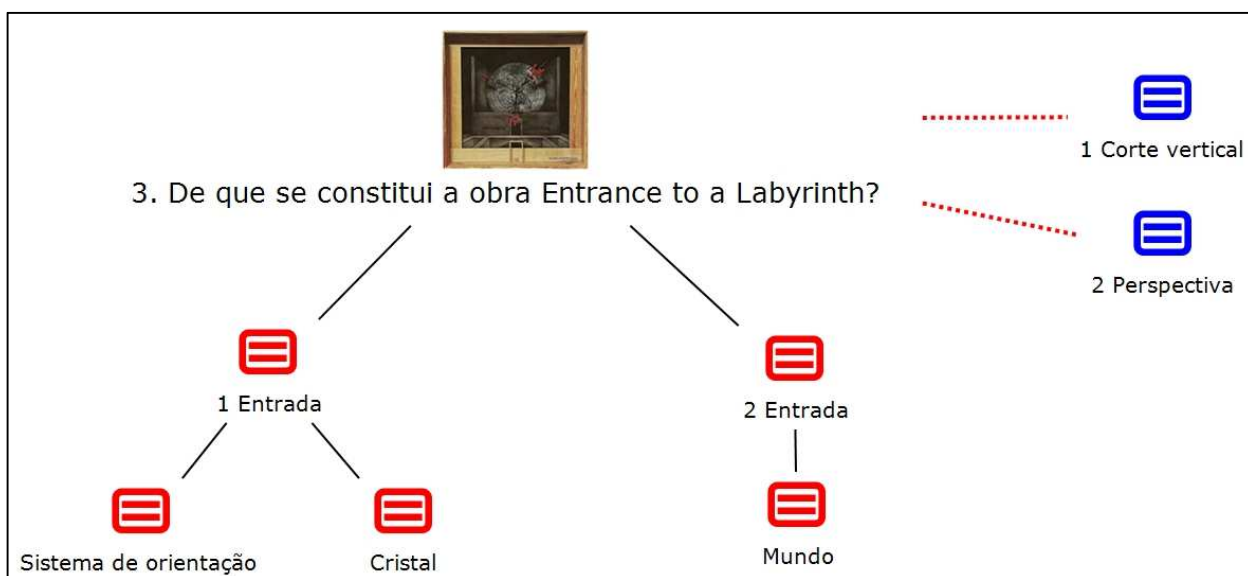 1 Corte vertical
3. De que se constitui a obra Entrance to a Labyrinth?
2 Perspectiva
1 Entrada
2 Entrada
Sistema de orientação
Cristal
Mundo